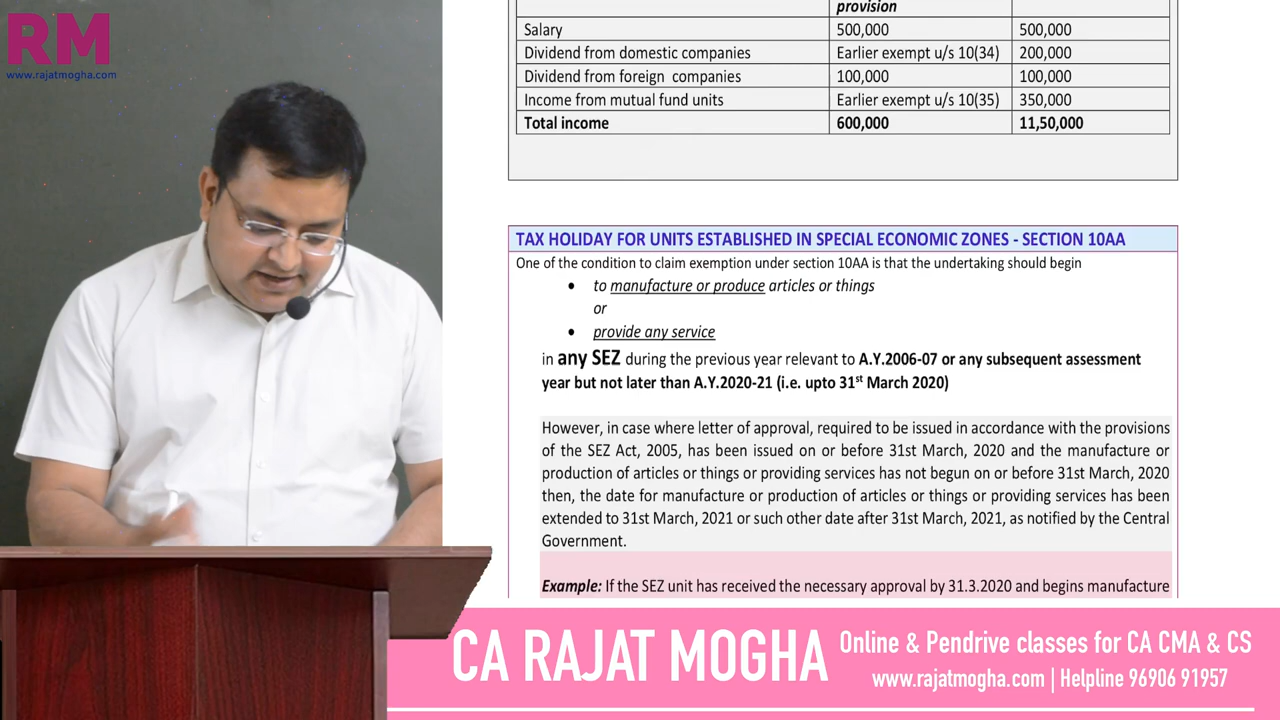 RM
www.rajatmogha.com
provision
Salary 500,000 500,000
Dividend from domestic companies Earlier exempt u/s 10(34) 200,000
Dividend from foreign companies 100,000 100,000
Income from mutual fund units Earlier exempt u/s 10(35) 350,000
Total income 600,000 11,50,000
TAX HOLIDAY FOR UNITS ESTABLISHED IN SPECIAL ECONOMIC ZONES - SECTION 10AA
One of the condition to claim exemption under section 10AA is that the undertaking should begin
• to manufacture or produce articles or things
or
• provide any service
in any SEZ during the previous year relevant to A.Y.2006-07 or any subsequent assessment
year but not later than A.Y.2020-21 (i.e. upto 31st March 2020)
However, in case where letter of approval, required to be issued in accordance with the provisions
of the SEZ Act, 2005, has been issued on or before 31st March, 2020 and the manufacture or
production of articles or things or providing services has not begun on or before 31st March, 2020
then, the date for manufacture or production of articles or things or providing services has been
extended to 31st March, 2021 or such other date after 31st March, 2021, as notified by the Central
Government.
Example: If the SEZ unit has received the necessary approval by 31.3.2020 and begins manufacture
CA RAJAT MOGHA
Online & Pendrive classes for CA CMA & CS
www.rajatmogha.com | Helpline 96906 91957